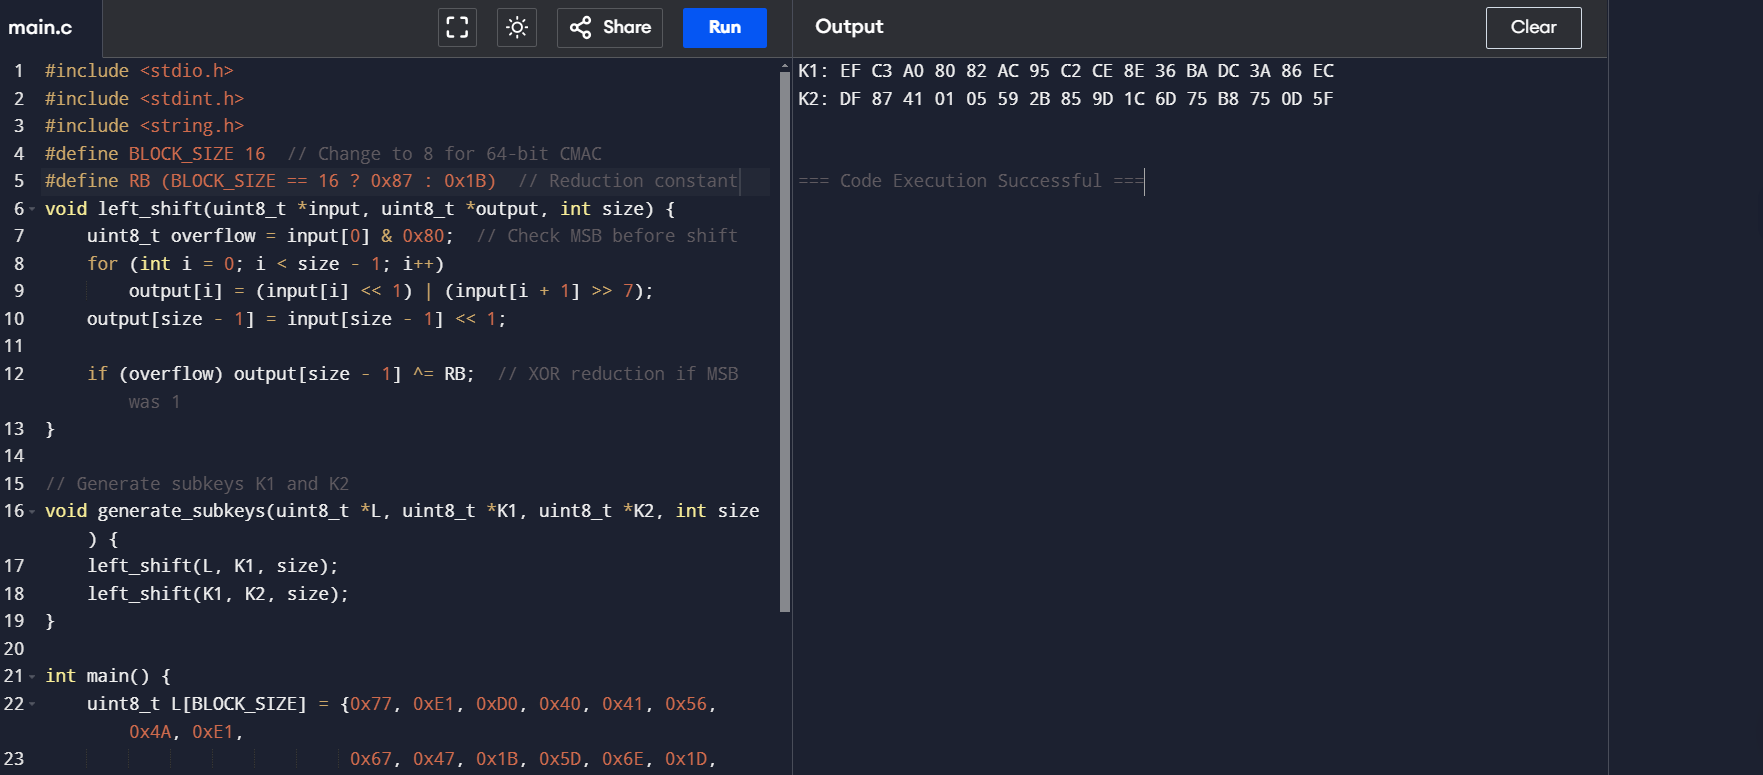 main.c
Share
Run
Output
Clear
1 #include <stdio.h>
2 #include <stdint.h>
3 #include <string.h>
4 #define BLOCK_SIZE 16  // Change to 8 for 64-bit CMAC
5 #define RB (BLOCK_SIZE == 16 ? 0x87 : 0x1B)  // Reduction constant
6 void left_shift(uint8_t *input, uint8_t *output, int size) {
7     uint8_t overflow = input[0] & 0x80;  // Check MSB before shift
8     for (int i = 0; i < size - 1; i++)
9         output[i] = (input[i] << 1) | (input[i + 1] >> 7);
10     output[size - 1] = input[size - 1] << 1;
11
12     if (overflow) output[size - 1] ^= RB;  // XOR reduction if MSB
was 1
13 }
14
15 // Generate subkeys K1 and K2
16 void generate_subkeys(uint8_t *L, uint8_t *K1, uint8_t *K2, int size
) {
17     left_shift(L, K1, size);
18     left_shift(K1, K2, size);
19 }
20
21 int main() {
22     uint8_t L[BLOCK_SIZE] = {0x77, 0xE1, 0xD0, 0x40, 0x41, 0x56,
0x4A, 0xE1,
23                              0x67, 0x47, 0x1B, 0x5D, 0x6E, 0x1D,
K1: EF C3 A0 80 82 AC 95 C2 CE 8E 36 BA DC 3A 86 EC
K2: DF 87 41 01 05 59 2B 85 9D 1C 6D 75 B8 75 0D 5F
=== Code Execution Successful ===